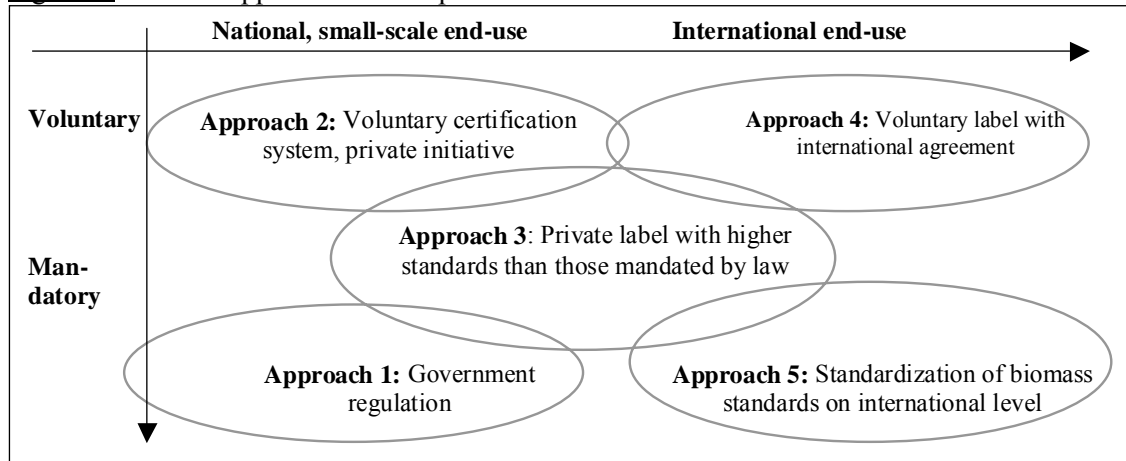 National, small-scale end-use International end-use
Voluntary
Approach 2: Voluntary certification
system, private initiative
Approach 4: Voluntary label with
international agreement
Approach 3: Private label with higher
standards than those mandated by law
Man-
datory
Approach 1: Government
regulation
Approach 5: Standardization of biomass
standards on international level